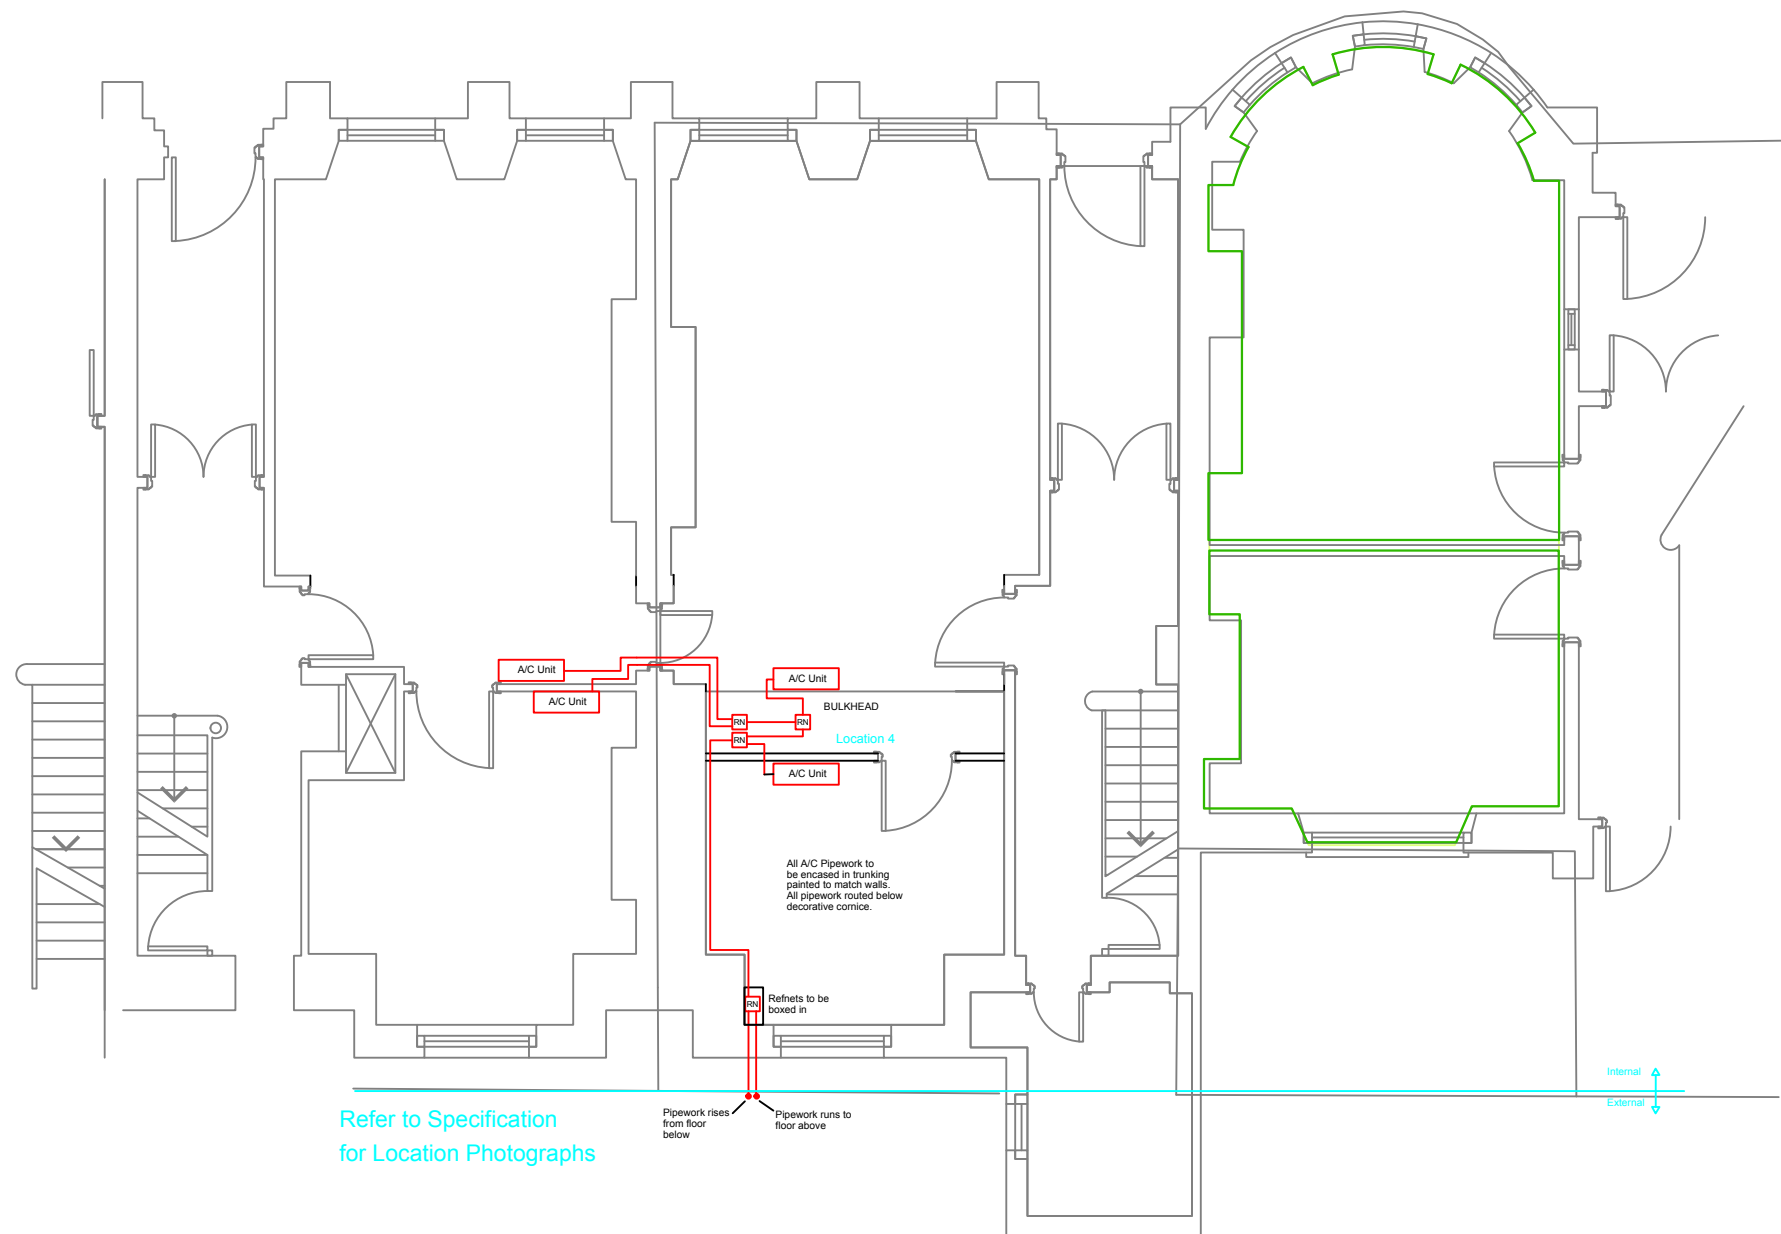 A/C Unit
A/C Unit
A/C Unit
BULKHEAD
RN
RN
RN
Location 4
A/C Unit
All A/C Pipework to
be encased in trunking
painted to match walls.
All pipework routed below
decorative cornice.
RN
Refnets to be
boxed in
Internal
External
Pipework rises
from floor
below
Pipework runs to
floor above
Refer to Specification
for Location Photographs